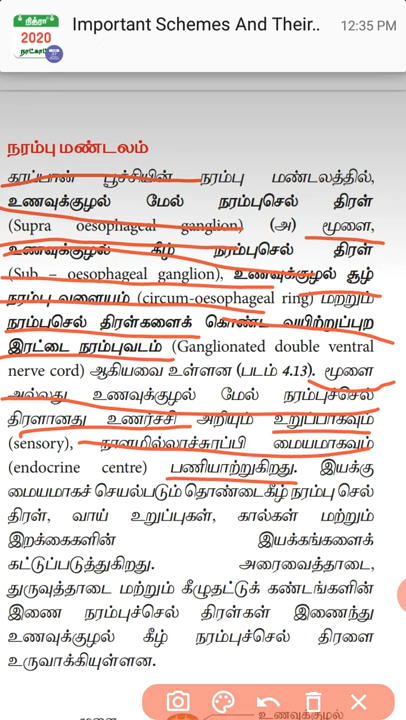 நித்ரா
2020
நாட்காட்டி
Important Schemes And Their..
12:35 PM
நரம்பு மண்டலம்
கரப்பான் பூச்சியின் நரம்பு மண்டலத்தில்,
உணவுக்குழல் மேல் நரம்புசெல் திரள்
(Supra oesophageal ganglion) (அ) மூளை,
உணவுக்குழல் கீழ் நரம்புசெல் திரள்
(Sub – oesophageal ganglion), உணவுக்குழல் சூழ்
நரம்பு வளையம் (circum-oesophageal ring) மற்றும்
நரம்புசெல் திரள்களைக் கொண்ட வயிற்றுப்புற
இரட்டை நரம்புவடம் (Ganglionated double ventral
nerve cord) ஆகியவை உள்ளன (படம் 4.13). மூளை
அல்லது உணவுக்குழல் மேல் நரம்புச்செல்
திரளானது உணர்ச்சி அறியும் உறுப்பாகவும்
(sensory), நாளமில்லாச்சுரப்பி மையமாகவும்
(endocrine centre) பணியாற்றுகிறது. இயக்கு
மையமாகச் செயல்படும் தொண்டைகீழ் நரம்பு செல்
திரள், வாய் உறுப்புகள், கால்கள் மற்றும்
இறக்கைகளின் இயக்கங்களைக்
கட்டுப்படுத்துகிறது. அரைவைத்தாடை,
துருவுத்தாடை மற்றும் கீழுதட்டுக் கண்டங்களின்
இணை நரம்புச்செல் திரள்கள் இணைந்து
உணவுக்குழல் கீழ் நரம்புச்செல் திரளை
உருவாக்கியுள்ளன.
உணவுக்குழல்